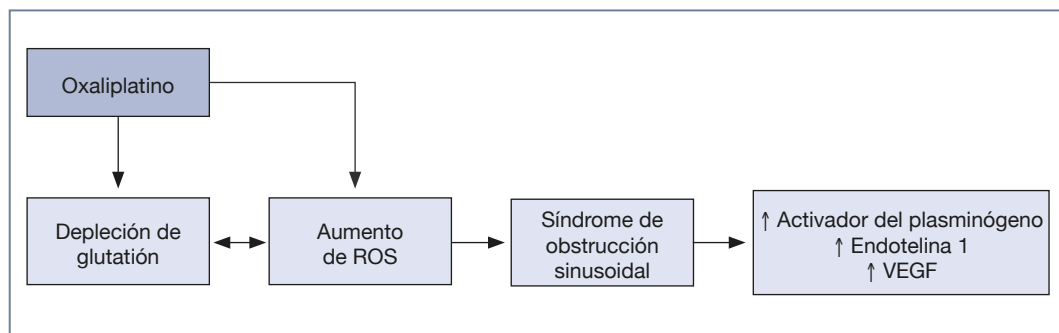 Oxaliplatino
Depleción de
glutatión
Aumento
de ROS
Síndrome de
obstrucción
sinusoidal
↑ Activador del plasminógeno
↑ Endotelina 1
↑ VEGF